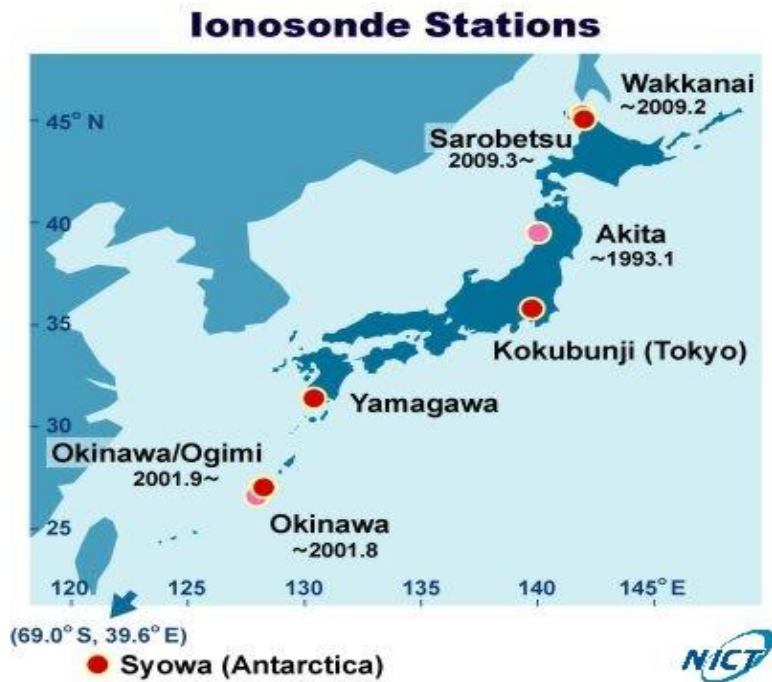 Ionosonde Stations
Wakkanai
~2009.2
45° N
Sarobetsu
2009.3~
40
Akita
~1993.1
35
Kokubunji (Tokyo)
Yamagawa
30
Okinawa/Ogimi
2001.9~
25
Okinawa
~2001.8
120 125 130 135 140 145°E
(69.0°S, 39.6°E)
Syowa (Antarctica)
NICT